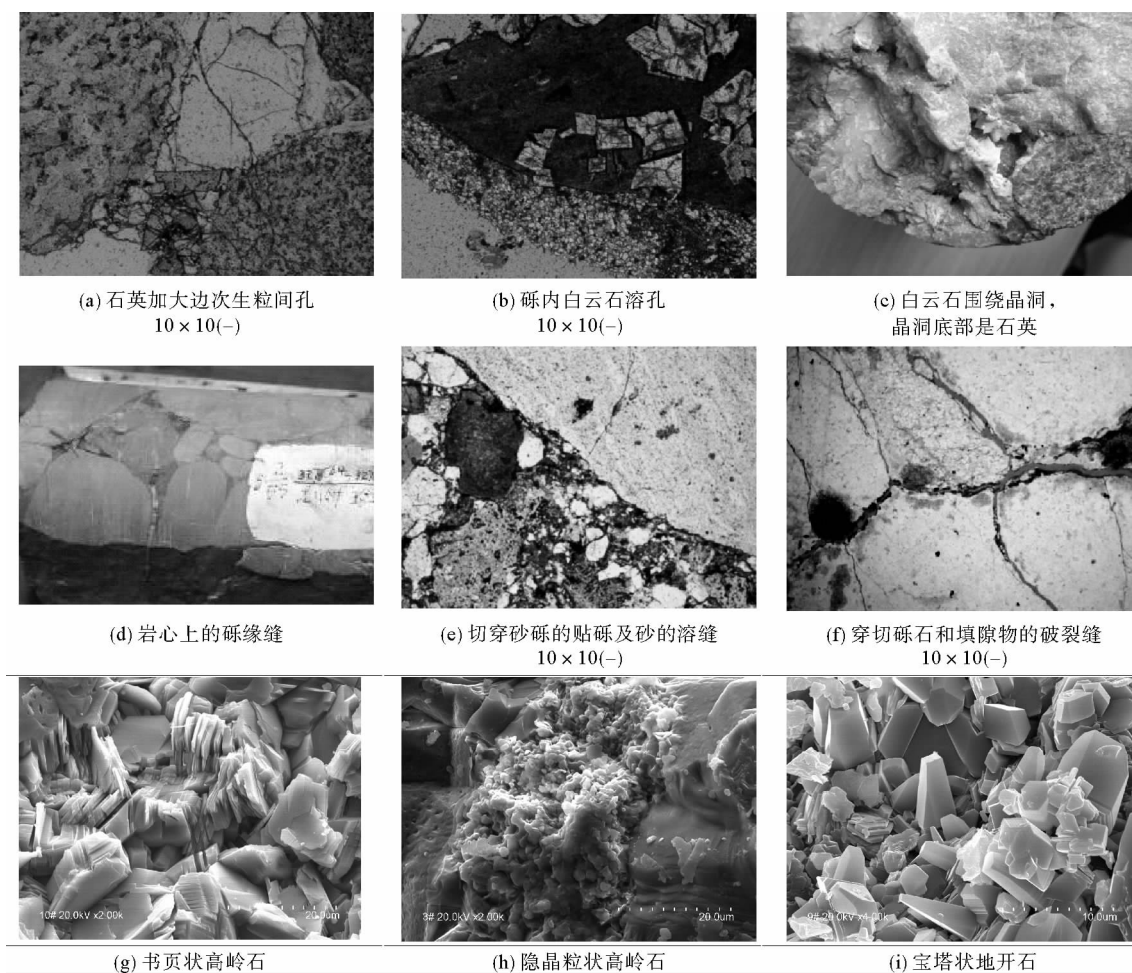 (a) 石英加大边次生粒间孔
10×10(−)
(b) 砾内白云石溶孔
10×10(−)
(c) 白云石围绕晶洞，
晶洞底部是石英
(d) 岩心上的砾缘缝
(e) 切穿砂砾的贴砾及砂的溶缝
10×10(−)
(f) 穿切砾石和填隙物的破裂缝
10×10(−)
10# 20.0kV x2.00k
20.0um
3# 20.0kV x2.00k
20.0um
9# 20.0kV x4.00k
10.0um
(g) 书页状高岭石
(h) 隐晶粒状高岭石
(i) 宝塔状地开石